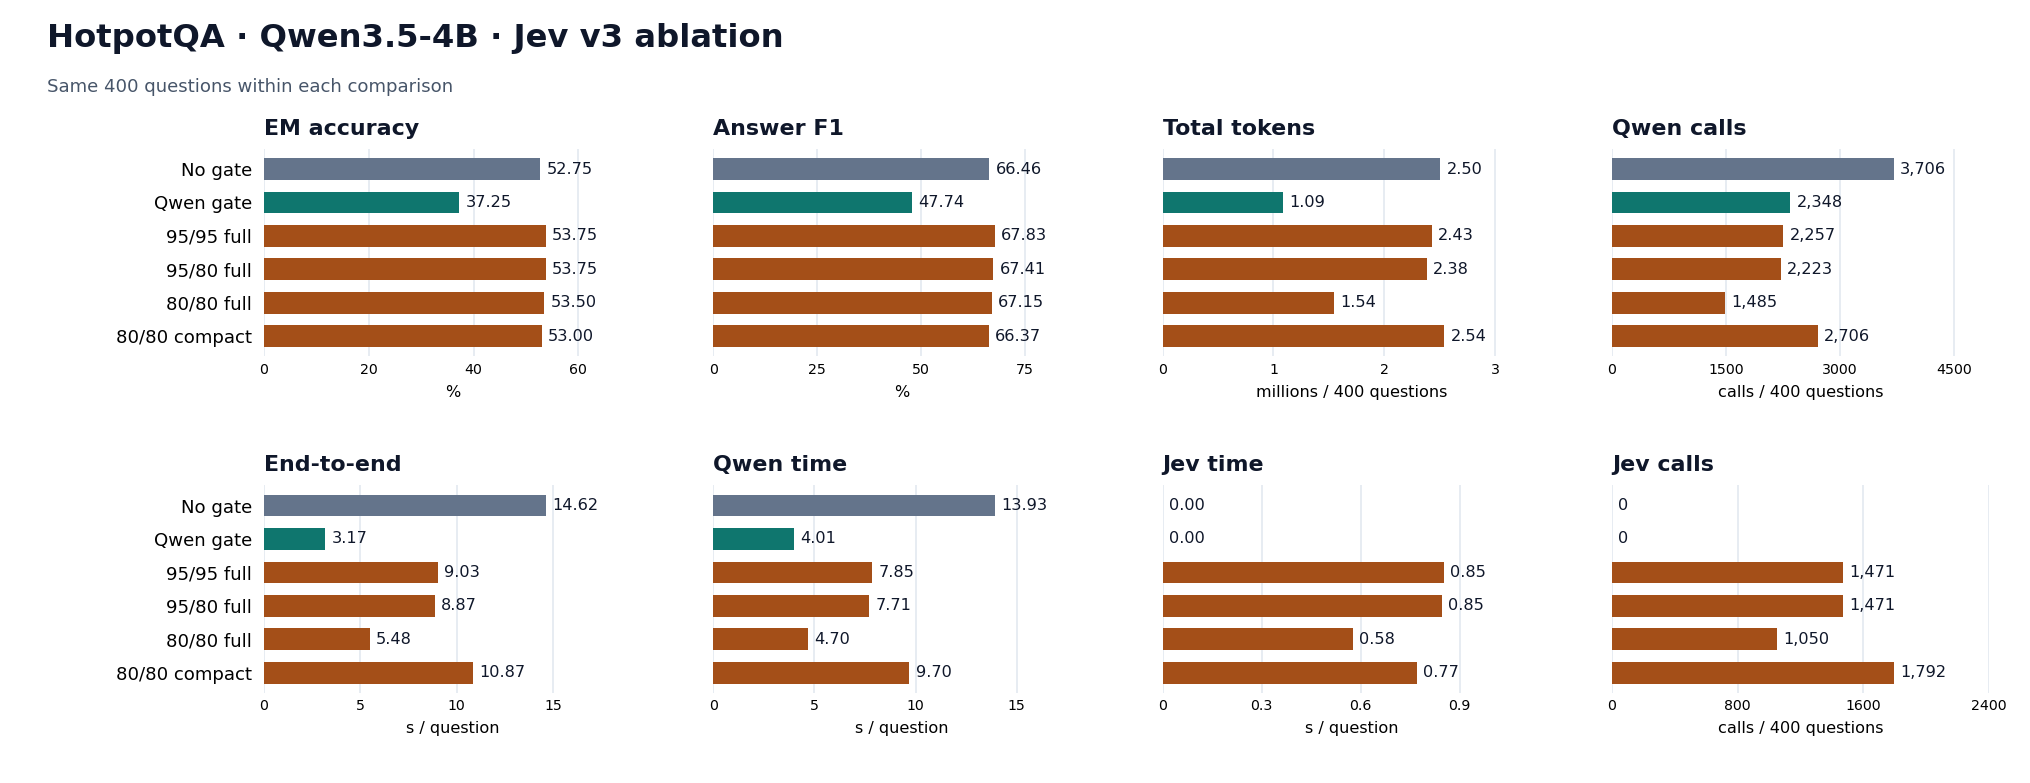 HotpotQA · Qwen3.5-4B · Jev v3 ablation
Same 400 questions within each comparison
EM accuracy
No gate 52.75
Qwen gate 37.25
95/95 full 53.75
95/80 full 53.75
80/80 full 53.50
80/80 compact 53.00
0 20 40 60
%
Answer F1
66.46
47.74
67.83
67.41
67.15
66.37
0 25 50 75
%
Total tokens
2.50
1.09
2.43
2.38
1.54
2.54
0 1 2 3
millions / 400 questions
Qwen calls
3,706
2,348
2,257
2,223
1,485
2,706
0 1500 3000 4500
calls / 400 questions
End-to-end
No gate 14.62
Qwen gate 3.17
95/95 full 9.03
95/80 full 8.87
80/80 full 5.48
80/80 compact 10.87
0 5 10 15
s / question
Qwen time
13.93
4.01
7.85
7.71
4.70
9.70
0 5 10 15
s / question
Jev time
0.00
0.00
0.85
0.85
0.58
0.77
0 0.3 0.6 0.9
s / question
Jev calls
0
0
1,471
1,471
1,050
1,792
0 800 1600 2400
calls / 400 questions